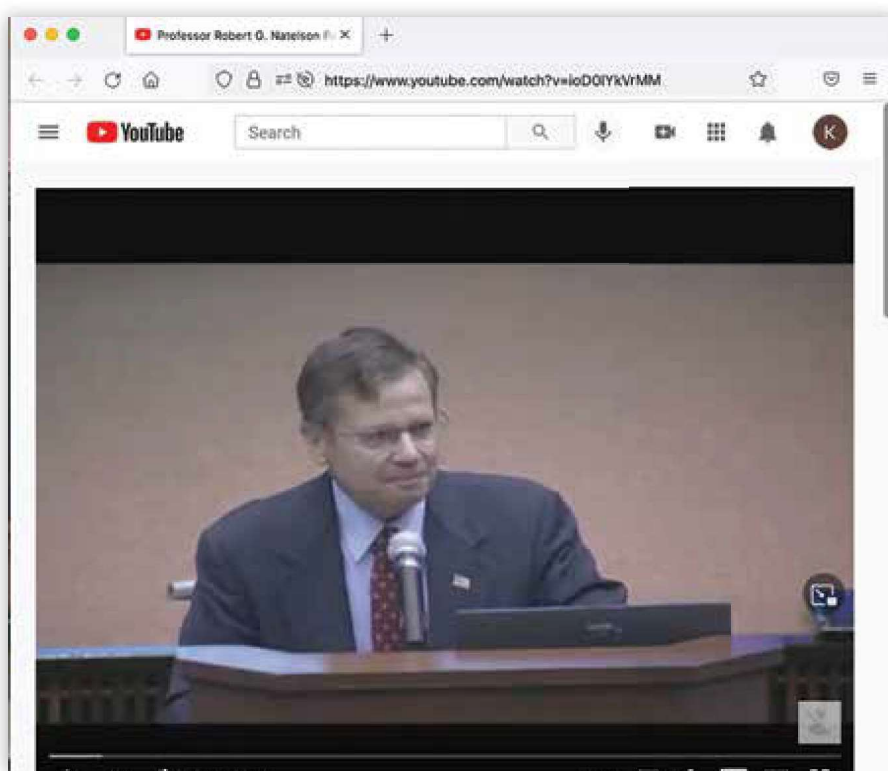 Professor Robert G. Natelson
https://www.youtube.com/watch?v=ioD0IYkVrMM
YouTube
Search
K